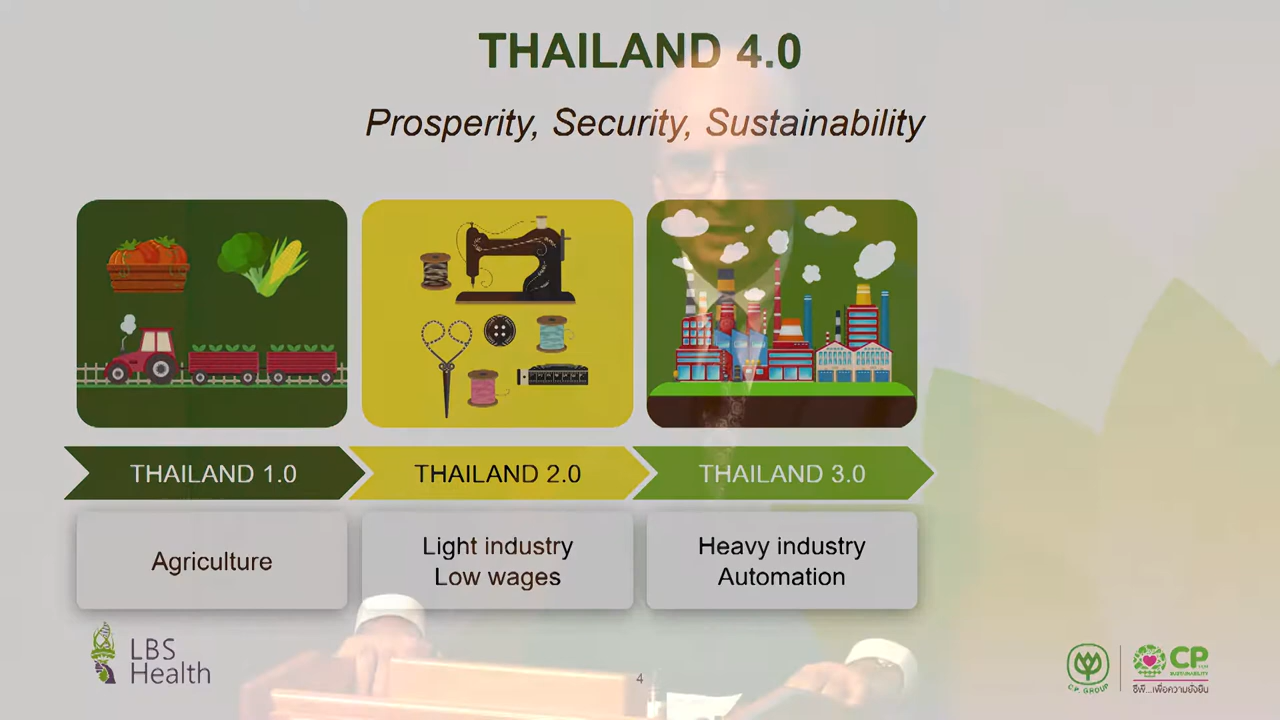 THAILAND 4.0
Prosperity, Security, Sustainability
THAILAND 1.0
THAILAND 2.0
THAILAND 3.0
Agriculture
Light industry
Low wages
Heavy industry
Automation
LBS
Health
4
C.P. GROUP
CP
SUSTAINABILITY
ซีพี...เพื่อความยั่งยืน